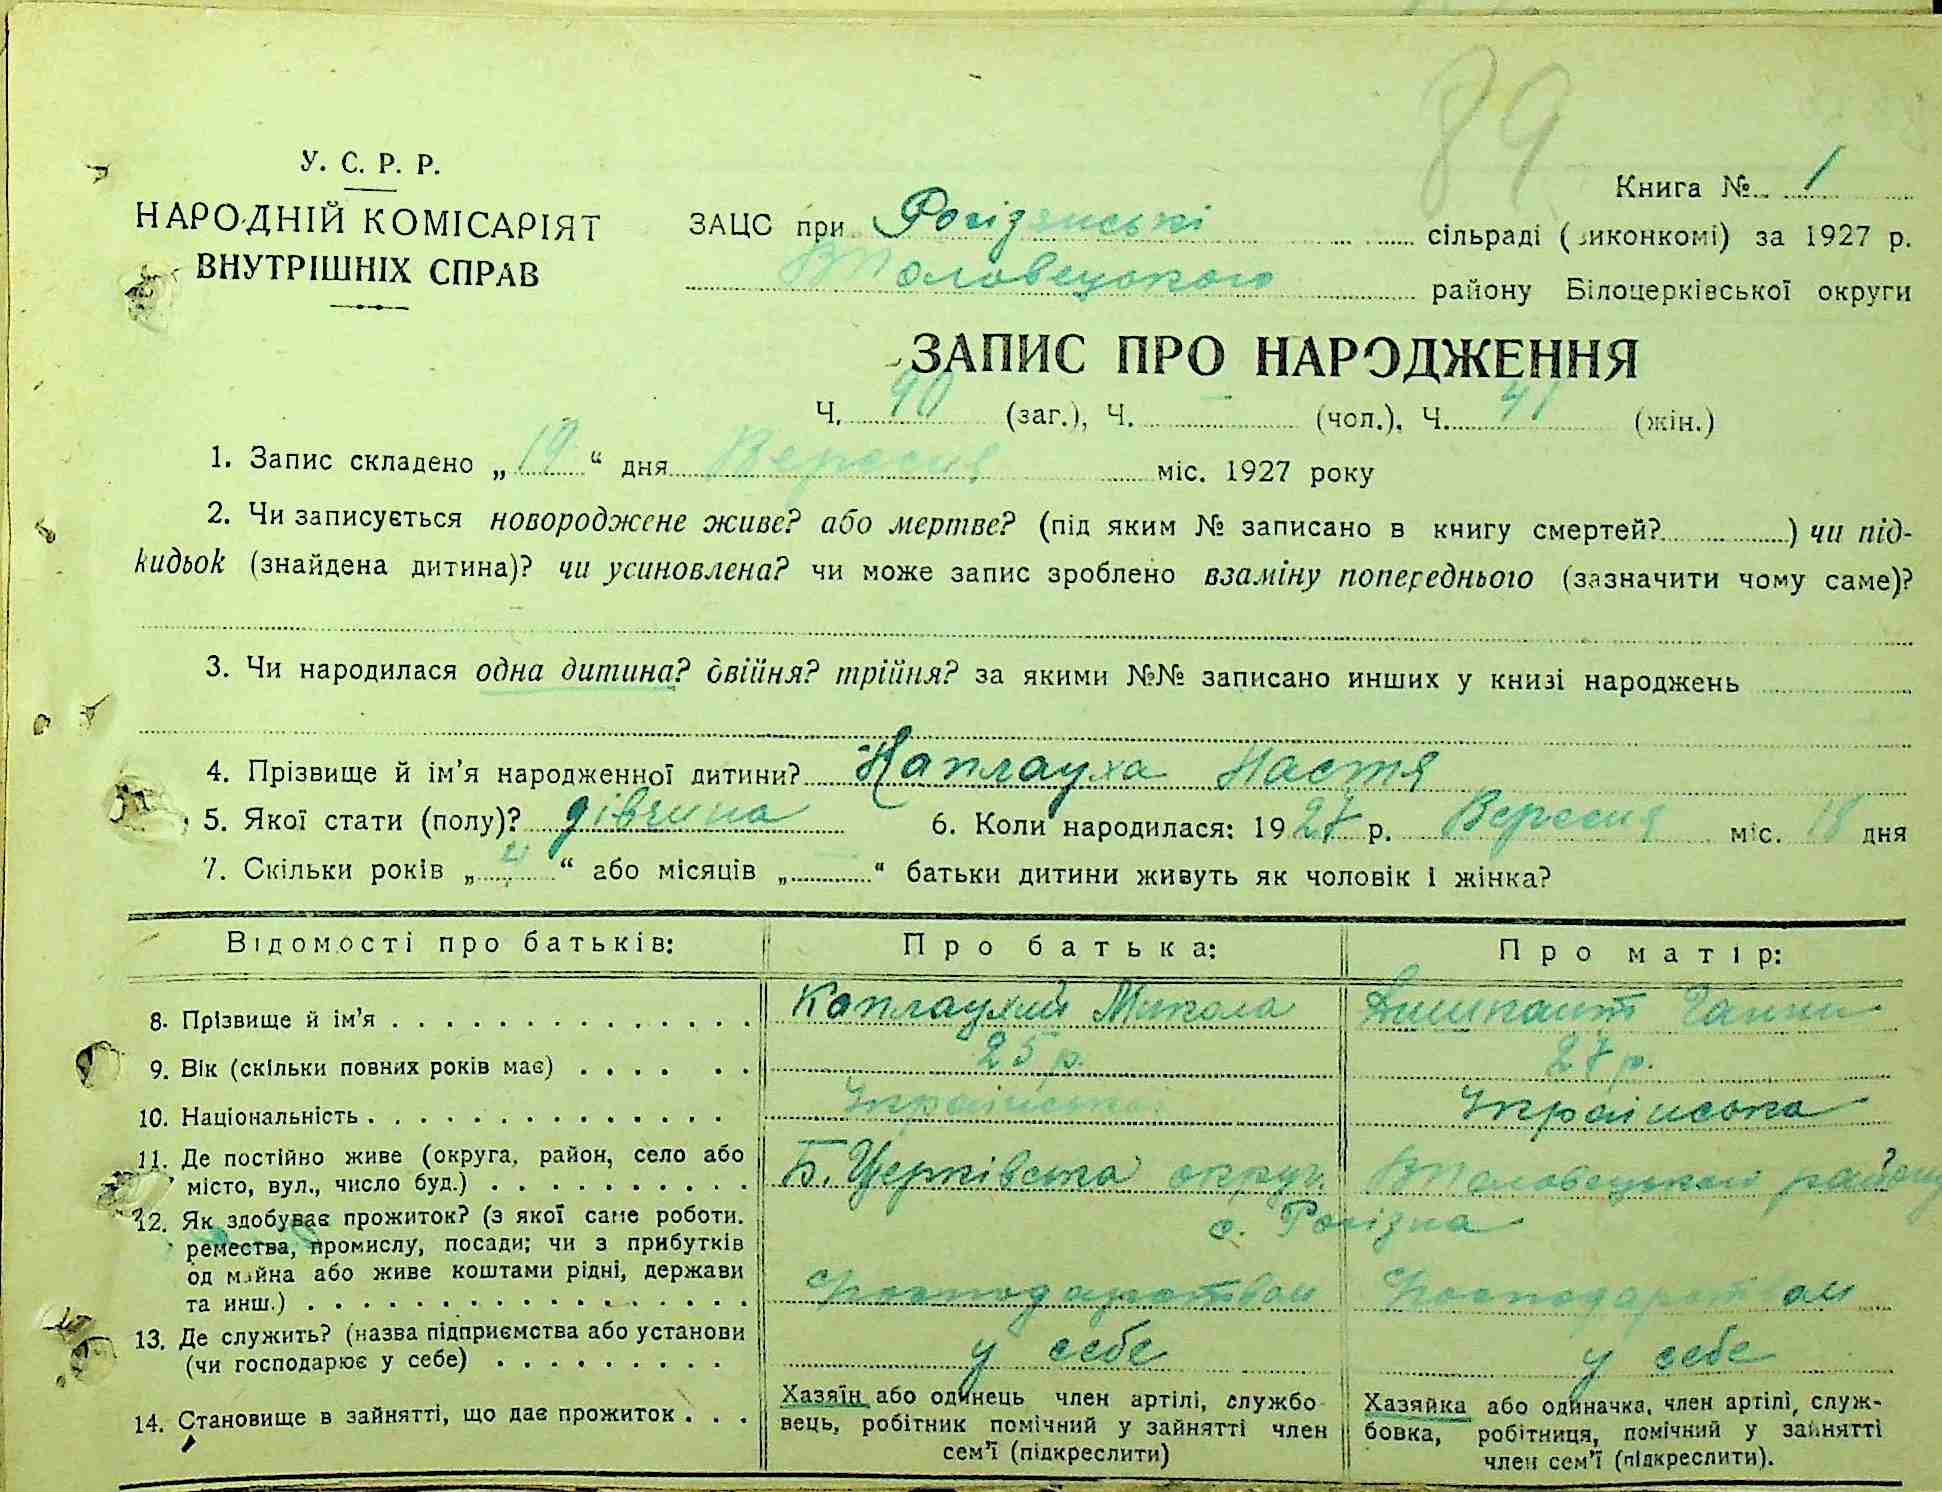 89
У. С. Р. Р.
НАРОДНІЙ КОМІСАРІЯТ
ВНУТРІШНІХ СПРАВ
Книга № 1
ЗАЦС при Рогізянські сільраді (виконкомі) за 1927 р.
району Білоцерківської округи
ЗАПИС ПРО НАРОДЖЕННЯ
Ч. 90 (заг.), Ч. — (чол.), Ч. 41 (жін.)
1. Запис складено „19“ дня Вересня міс. 1927 року
2. Чи записується новороджене живе? або мертве? (під яким № записано в книгу смертей?) чи під-
кидьок (знайдена дитина)? чи усиновлена? чи може запис зроблено взаміну попереднього (зазначити чому саме)?
3. Чи народилася одна дитина? двійня? трійня? за якими №№ записано инших у книзі народжень
4. Прізвище й ім'я народженної дитини? Каплауха Настя
5. Якої стати (полу)? дівчина 6. Коли народилася: 1927 р. Вересня міс. 18 дня
7. Скільки років „4“ або місяців „—“ батьки дитини живуть як чоловік і жінка?
Відомості про батьків: Про батька: Про матір:
8. Прізвище й ім'я Каплаухий Микола Ганни
9. Вік (скільки повних років має) 25 р. 27 р.
10. Національність Українська Українська
11. Де постійно живе (округа, район, село або
місто, вул., число буд.) Б. Церківська округ. району
с. Рогізна
12. Як здобуває прожиток? (з якої саме роботи.
ремества, промислу, посади; чи з прибутків
од майна або живе коштами рідні, держави
та инш.) Господарством Господарством
13. Де служить? (назва підприємства або установи
(чи господарює у себе) у себе у себе
14. Становище в зайнятті, що дає прожиток
Хазяїн або одинець член артілі, службо-
вець, робітник помічний у зайнятті член
сем'ї (підкреслити)
Хазяйка або одиначка, член артілі, служ-
бовка, робітниця, помічний у зайнятті
член сем'ї (підкреслити).